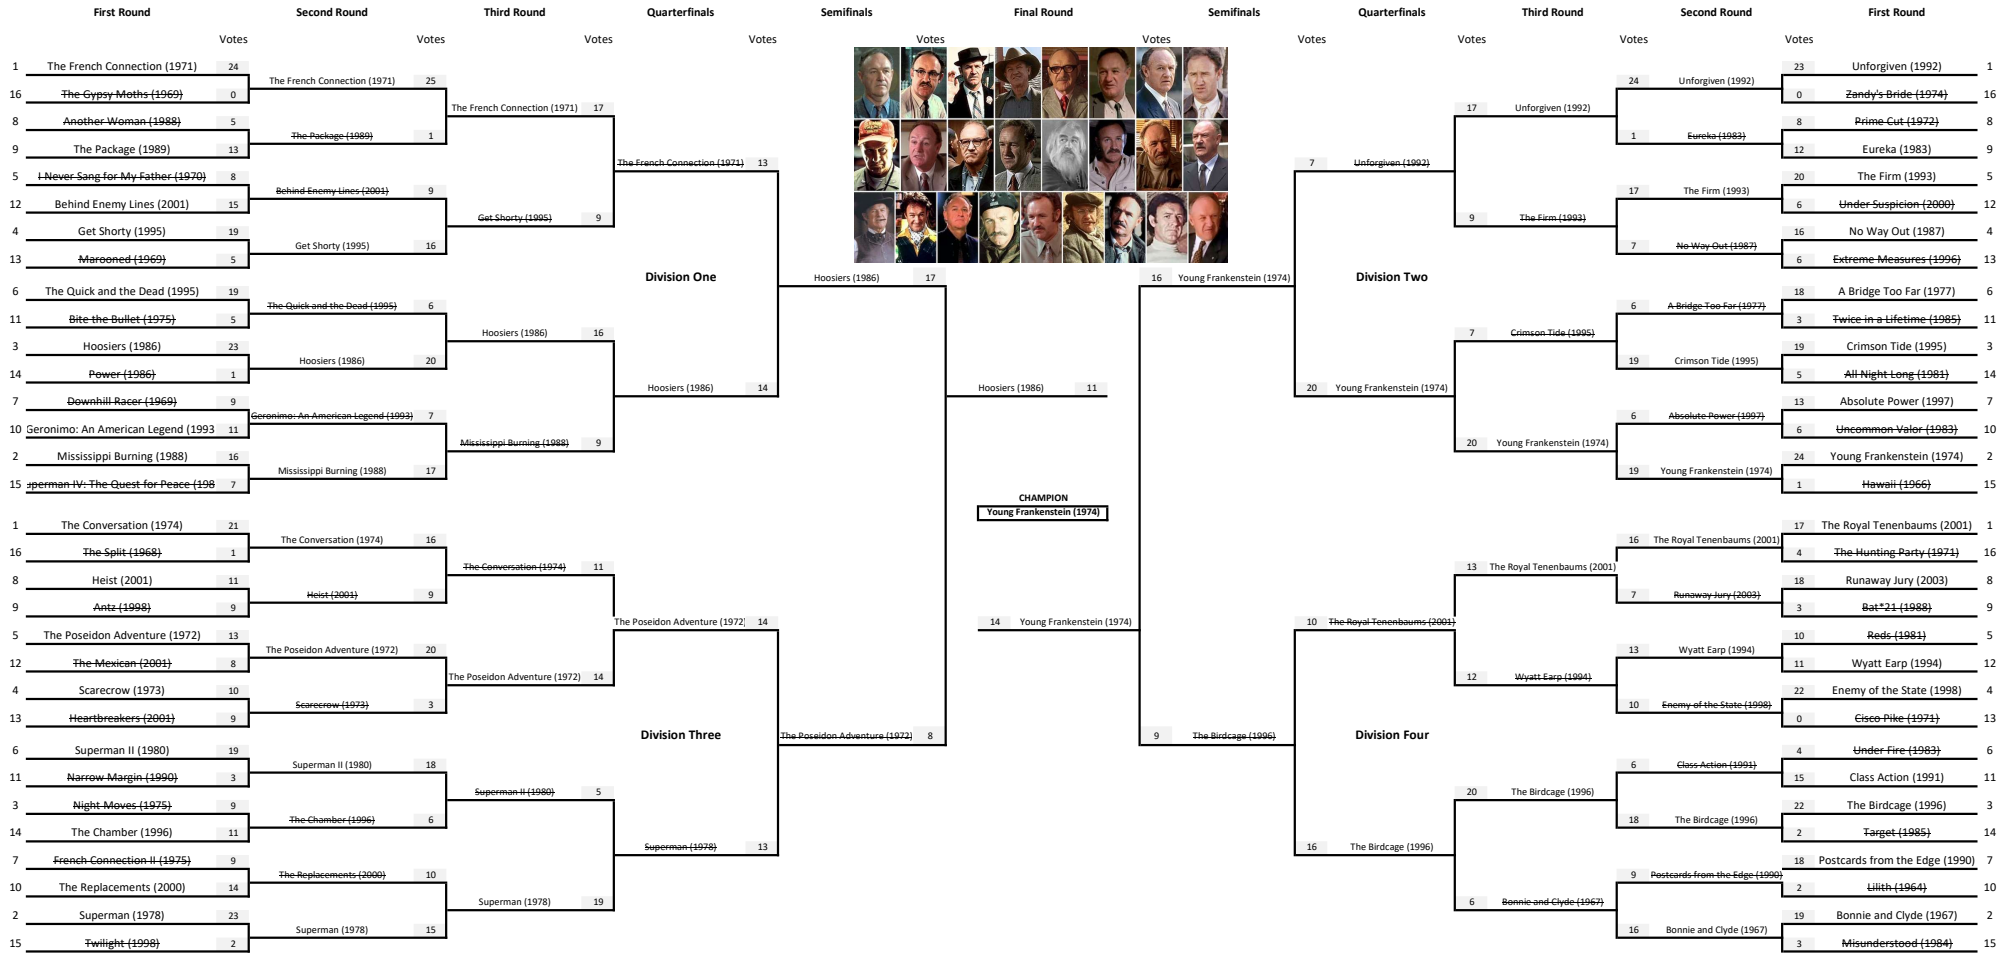 First Round Second Round Third Round Quarterfinals Semifinals Final Round Semifinals Quarterfinals Third Round Second Round First Round
Votes Votes Votes Votes Votes Votes Votes Votes Votes Votes
1 The French Connection (1971) 24
16 The Gypsy Moths (1969) 0
8 Another Woman (1988) 5
9 The Package (1989) 13
5 I Never Sang for My Father (1970) 8
12 Behind Enemy Lines (2001) 15
4 Get Shorty (1995) 19
13 Marooned (1969) 5
6 The Quick and the Dead (1995) 19
11 Bite the Bullet (1975) 5
3 Hoosiers (1986) 23
14 Power (1986) 1
7 Downhill Racer (1969) 9
10 Geronimo: An American Legend (1993 11
2 Mississippi Burning (1988) 16
15 uperman IV: The Quest for Peace (198 7
1 The Conversation (1974) 21
16 The Split (1968) 1
8 Heist (2001) 11
9 Antz (1998) 9
5 The Poseidon Adventure (1972) 13
12 The Mexican (2001) 8
4 Scarecrow (1973) 10
13 Heartbreakers (2001) 9
6 Superman II (1980) 19
11 Narrow Margin (1990) 3
3 Night Moves (1975) 9
14 The Chamber (1996) 11
7 French Connection II (1975) 9
10 The Replacements (2000) 14
2 Superman (1978) 23
15 Twilight (1998) 2
The French Connection (1971) 25
The Package (1989) 1
Behind Enemy Lines (2001) 9
Get Shorty (1995) 16
The Quick and the Dead (1995) 6
Hoosiers (1986) 20
Geronimo: An American Legend (1993) 7
Mississippi Burning (1988) 17
The Conversation (1974) 16
Heist (2001) 9
The Poseidon Adventure (1972) 20
Scarecrow (1973) 3
Superman II (1980) 18
The Chamber (1996) 6
The Replacements (2000) 10
Superman (1978) 15
The French Connection (1971) 17
Get Shorty (1995) 9
Hoosiers (1986) 16
Mississippi Burning (1988) 9
The Conversation (1974) 11
The Poseidon Adventure (1972) 14
Superman II (1980) 5
Superman (1978) 19
The French Connection (1971) 13
Division One
Hoosiers (1986) 14
The Poseidon Adventure (1972) 14
Division Three
Superman (1978) 13
Hoosiers (1986) 17
The Poseidon Adventure (1972) 8
Hoosiers (1986) 11
CHAMPION
Young Frankenstein (1974)
14 Young Frankenstein (1974)
16 Young Frankenstein (1974)
9 The Birdcage (1996)
7 Unforgiven (1992)
Division Two
20 Young Frankenstein (1974)
10 The Royal Tenenbaums (2001)
Division Four
16 The Birdcage (1996)
17 Unforgiven (1992)
9 The Firm (1993)
7 Crimson Tide (1995)
20 Young Frankenstein (1974)
13 The Royal Tenenbaums (2001)
12 Wyatt Earp (1994)
20 The Birdcage (1996)
6 Bonnie and Clyde (1967)
24 Unforgiven (1992)
1 Eureka (1983)
17 The Firm (1993)
7 No Way Out (1987)
6 A Bridge Too Far (1977)
19 Crimson Tide (1995)
6 Absolute Power (1997)
19 Young Frankenstein (1974)
16 The Royal Tenenbaums (2001)
7 Runaway Jury (2003)
13 Wyatt Earp (1994)
10 Enemy of the State (1998)
6 Class Action (1991)
18 The Birdcage (1996)
9 Postcards from the Edge (1990)
16 Bonnie and Clyde (1967)
23 Unforgiven (1992) 1
0 Zandy's Bride (1974) 16
8 Prime Cut (1972) 8
12 Eureka (1983) 9
20 The Firm (1993) 5
6 Under Suspicion (2000) 12
16 No Way Out (1987) 4
6 Extreme Measures (1996) 13
18 A Bridge Too Far (1977) 6
3 Twice in a Lifetime (1985) 11
19 Crimson Tide (1995) 3
5 All Night Long (1981) 14
13 Absolute Power (1997) 7
6 Uncommon Valor (1983) 10
24 Young Frankenstein (1974) 2
1 Hawaii (1966) 15
17 The Royal Tenenbaums (2001) 1
4 The Hunting Party (1971) 16
18 Runaway Jury (2003) 8
3 Bat*21 (1988) 9
10 Reds (1981) 5
11 Wyatt Earp (1994) 12
22 Enemy of the State (1998) 4
0 Cisco Pike (1971) 13
4 Under Fire (1983) 6
15 Class Action (1991) 11
22 The Birdcage (1996) 3
2 Target (1985) 14
18 Postcards from the Edge (1990) 7
2 Lilith (1964) 10
19 Bonnie and Clyde (1967) 2
3 Misunderstood (1984) 15